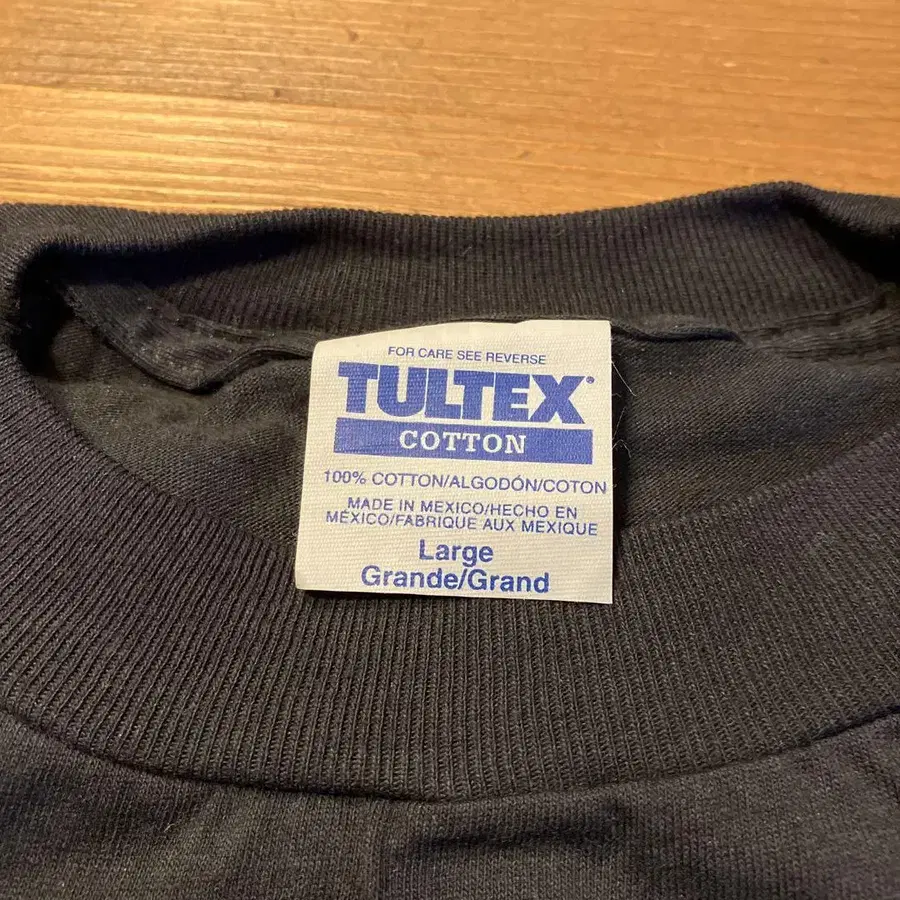 FOR CARE SEE REVERSE
TULTEX®
COTTON
100% COTTON/ALGODÓN/COTON
MADE IN MEXICO/HECHO EN
MÉXICO/FABRIQUE AUX MEXIQUE
Large
Grande/Grand